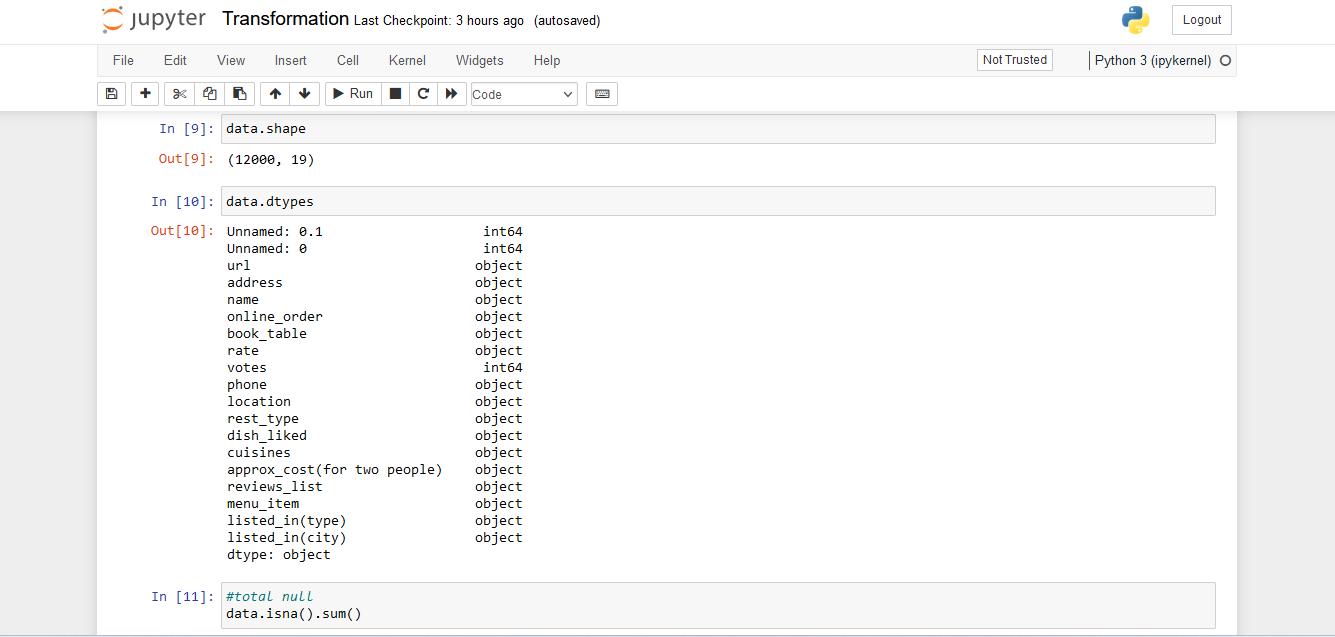 jupyter Transformation Last Checkpoint: 3 hours ago (autosaved)
Logout
File Edit View Insert Cell Kernel Widgets Help
Not Trusted
Python 3 (ipykernel)
Run
Code
In [9]: data.shape
Out[9]: (12000, 19)
In [10]: data.dtypes
Out[10]: Unnamed: 0.1 int64
Unnamed: 0 int64
url object
address object
name object
online_order object
book_table object
rate object
votes int64
phone object
location object
rest_type object
dish_liked object
cuisines object
approx_cost(for two people) object
reviews_list object
menu_item object
listed_in(type) object
listed_in(city) object
dtype: object
In [11]: #total null
data.isna().sum()